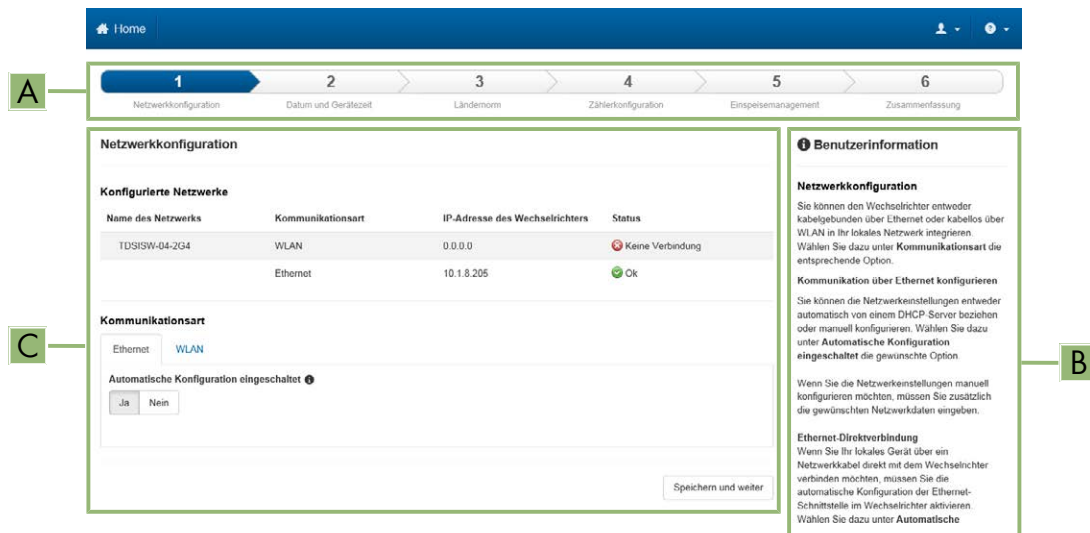 Home
A
1 2 3 4 5 6
Netzwerkkonfiguration Datum und Gerätezeit Ländernorm Zählerkonfiguration Einspeisemanagement Zusammenfassung
Netzwerkkonfiguration
Konfigurierte Netzwerke
Name des Netzwerks Kommunikationsart IP-Adresse des Wechselrichters Status
TDSISW-04-2G4 WLAN 0.0.0.0 Keine Verbindung
Ethernet 10.1.8.205 Ok
C
Kommunikationsart
Ethernet WLAN
Automatische Konfiguration eingeschaltet
Ja Nein
Speichern und weiter
Benutzerinformation
Netzwerkkonfiguration
Sie können den Wechselrichter entweder
kabelgebunden über Ethernet oder kabellos über
WLAN in Ihr lokales Netzwerk integrieren.
Wählen Sie dazu unter Kommunikationsart die
entsprechende Option.
Kommunikation über Ethernet konfigurieren
Sie können die Netzwerkeinstellungen entweder
automatisch von einem DHCP-Server beziehen
oder manuell konfigurieren. Wählen Sie dazu
unter Automatische Konfiguration
eingeschaltet die gewünschte Option.
B
Wenn Sie die Netzwerkeinstellungen manuell
konfigurieren möchten, müssen Sie zusätzlich
die gewünschten Netzwerkdaten eingeben.
Ethernet-Direktverbindung
Wenn Sie Ihr lokales Gerät über ein
Netzwerkkabel direkt mit dem Wechselrichter
verbinden möchten, müssen Sie die
automatische Konfiguration der Ethernet-
Schnittstelle im Wechselrichter aktivieren.
Wählen Sie dazu unter Automatische